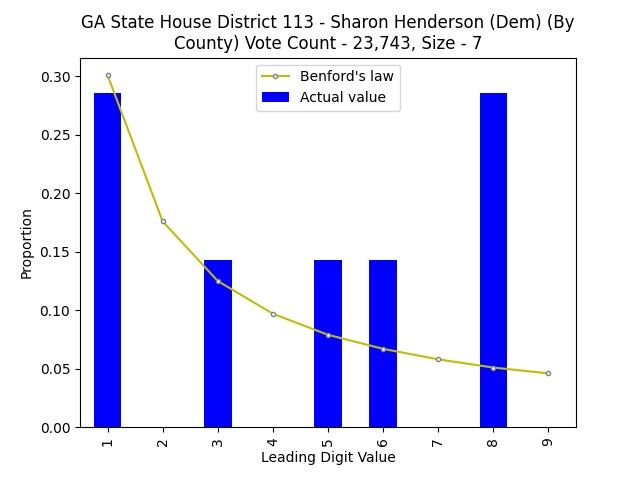 GA State House District 113 - Sharon Henderson (Dem) (By
County) Vote Count - 23,743, Size - 7
Benford's law
Actual value
0.30
0.25
0.20
0.15
0.10
0.05
0.00
Proportion
1 2 3 4 5 6 7 8 9
Leading Digit Value